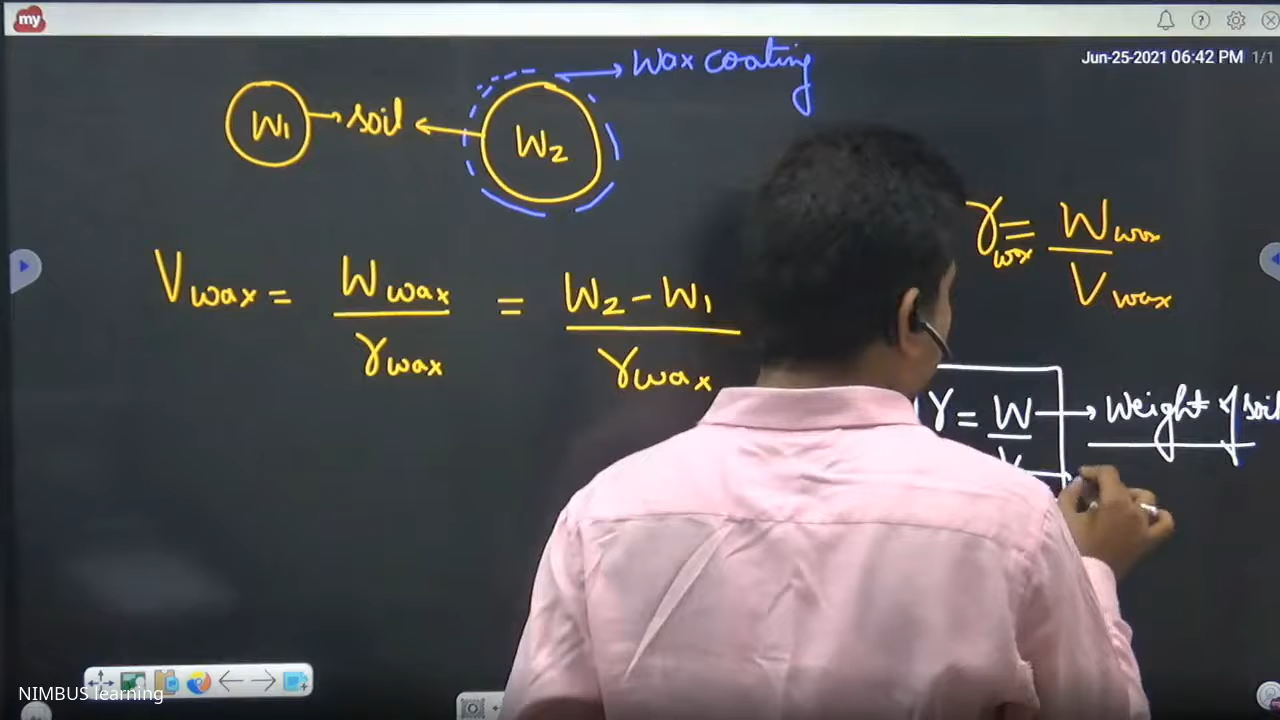 my
Jun-25-2021 06:42 PM 1/1
Wax coating
W1 → soil ← W2
γwax = Wwax / Vwax
Vwax = Wwax / γwax = W2 - W1 / γwax
γ = W / V → Weight of soil
NIMBUS learning